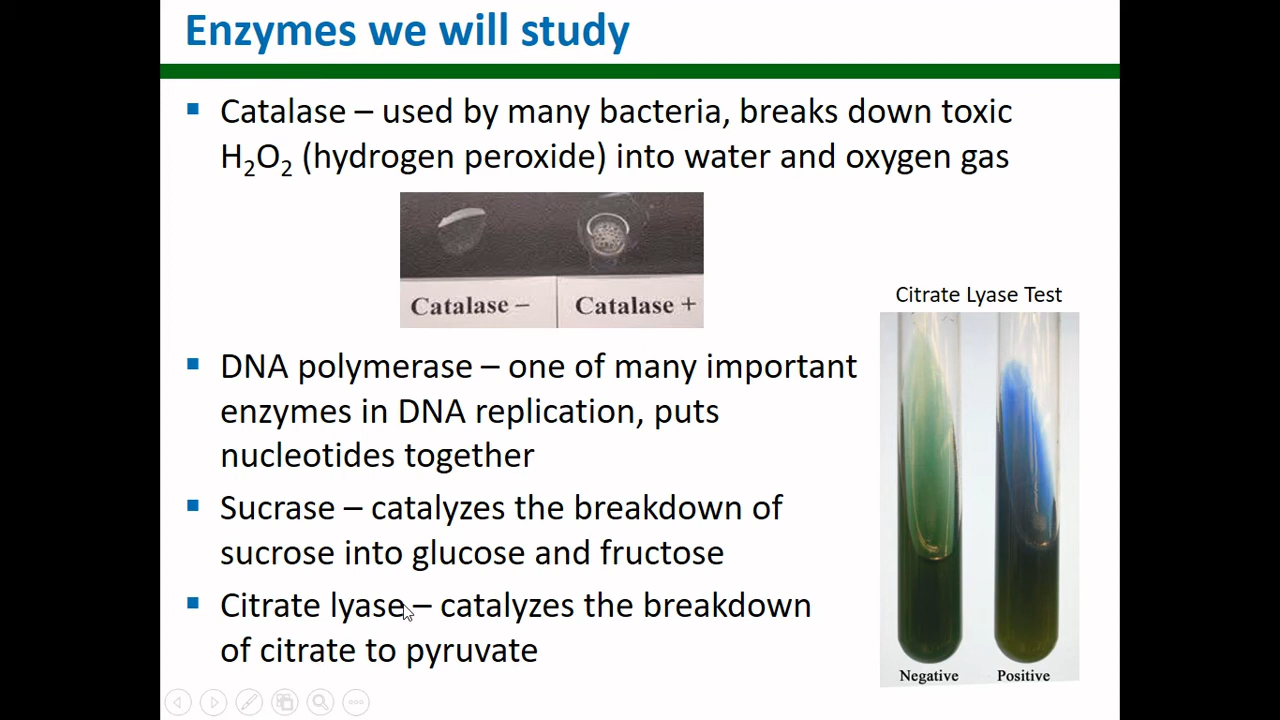 Enzymes we will study
▪ Catalase – used by many bacteria, breaks down toxic
H₂O₂ (hydrogen peroxide) into water and oxygen gas
Catalase –
Catalase +
Citrate Lyase Test
▪ DNA polymerase – one of many important
enzymes in DNA replication, puts
nucleotides together
▪ Sucrase – catalyzes the breakdown of
sucrose into glucose and fructose
▪ Citrate lyase – catalyzes the breakdown
of citrate to pyruvate
Negative
Positive